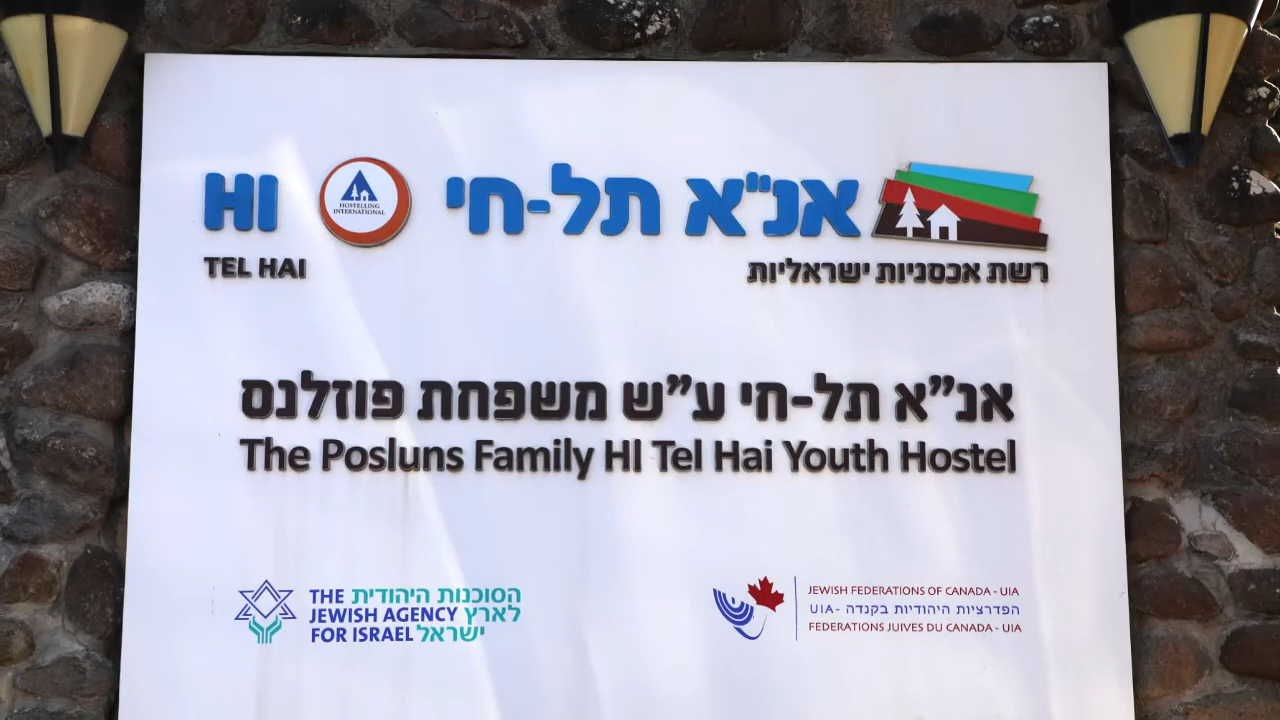 HI
HOSTELLING
INTERNATIONAL
אנ"א תל-חי
TEL HAI
רשת אכסניות ישראליות
אנ"א תל-חי ע"ש משפחת פוזלנס
The Posluns Family HI Tel Hai Youth Hostel
THE הסוכנות היהודית
JEWISH AGENCY לארץ
FOR ISRAEL ישראל
JEWISH FEDERATIONS OF CANADA - UIA
הפדרציות היהודיות בקנדה -UIA
FEDERATIONS JUIVES DU CANADA - UIA